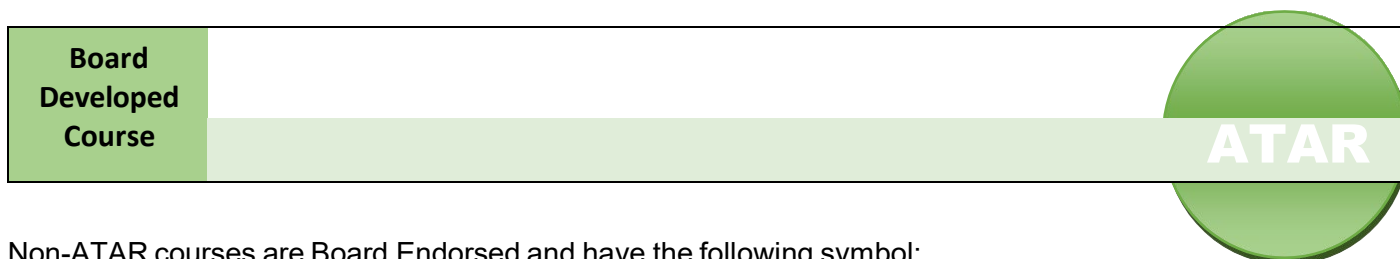 Board
Developed
Course
ATAR
Non-ATAR courses are Board Endorsed and have the following symbol: